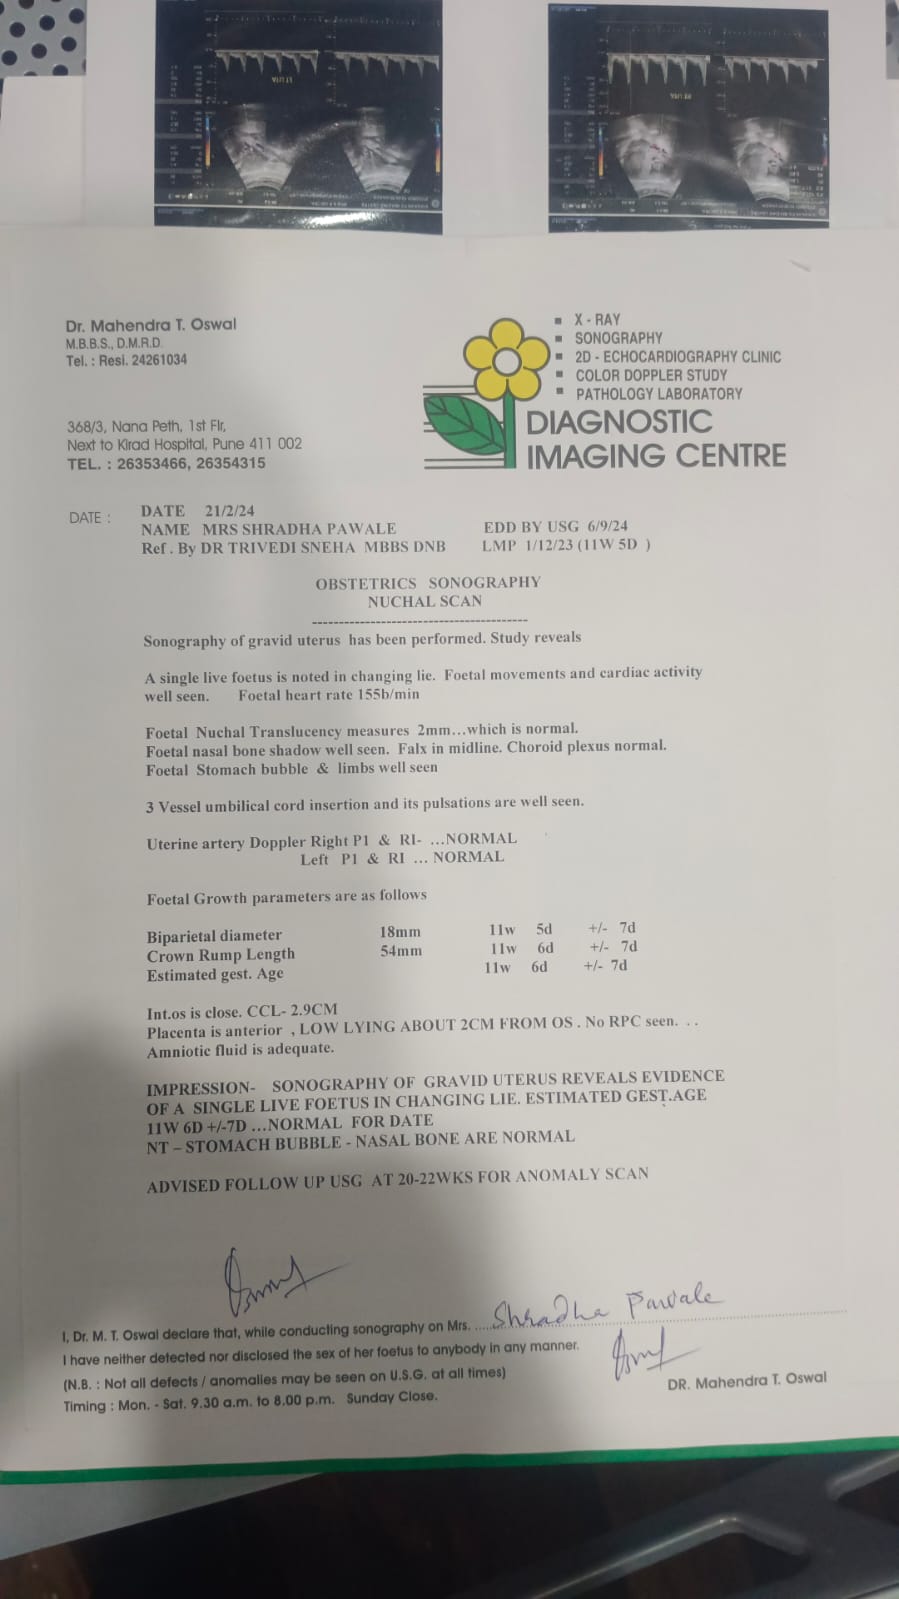 Dr. Mahendra T. Oswal
M.B.B.S., D.M.R.D.
Tel. : Resi. 24261034
368/3, Nana Peth, 1st Flr,
Next to Kirad Hospital, Pune 411 002
TEL. : 26353466, 26354315
X - RAY
SONOGRAPHY
2D - ECHOCARDIOGRAPHY CLINIC
COLOR DOPPLER STUDY
PATHOLOGY LABORATORY
DIAGNOSTIC
IMAGING CENTRE
DATE : DATE 21/2/24
NAME MRS SHRADHA PAWALE EDD BY USG 6/9/24
Ref . By DR TRIVEDI SNEHA MBBS DNB LMP 1/12/23 (11W 5D )
OBSTETRICS SONOGRAPHY
NUCHAL SCAN
------------------------------------------
Sonography of gravid uterus has been performed. Study reveals
A single live foetus is noted in changing lie. Foetal movements and cardiac activity
well seen. Foetal heart rate 155b/min
Foetal Nuchal Translucency measures 2mm...which is normal.
Foetal nasal bone shadow well seen. Falx in midline. Choroid plexus normal.
Foetal Stomach bubble & limbs well seen
3 Vessel umbilical cord insertion and its pulsations are well seen.
Uterine artery Doppler Right P1 & RI- ...NORMAL
Left P1 & RI ... NORMAL
Foetal Growth parameters are as follows
Biparietal diameter 18mm 11w 5d +/- 7d
Crown Rump Length 54mm 11w 6d +/- 7d
Estimated gest. Age 11w 6d +/- 7d
Int.os is close. CCL- 2.9CM
Placenta is anterior , LOW LYING ABOUT 2CM FROM OS . No RPC seen. . .
Amniotic fluid is adequate.
IMPRESSION- SONOGRAPHY OF GRAVID UTERUS REVEALS EVIDENCE
OF A SINGLE LIVE FOETUS IN CHANGING LIE. ESTIMATED GEST.AGE
11W 6D +/-7D ...NORMAL FOR DATE
NT – STOMACH BUBBLE - NASAL BONE ARE NORMAL
ADVISED FOLLOW UP USG AT 20-22WKS FOR ANOMALY SCAN
I, Dr. M. T. Oswal declare that, while conducting sonography on Mrs. ..... Shradha Pawale
I have neither detected nor disclosed the sex of her foetus to anybody in any manner.
(N.B. : Not all defects / anomalies may be seen on U.S.G. at all times)
Timing : Mon. - Sat. 9.30 a.m. to 8.00 p.m. Sunday Close.
DR. Mahendra T. Oswal